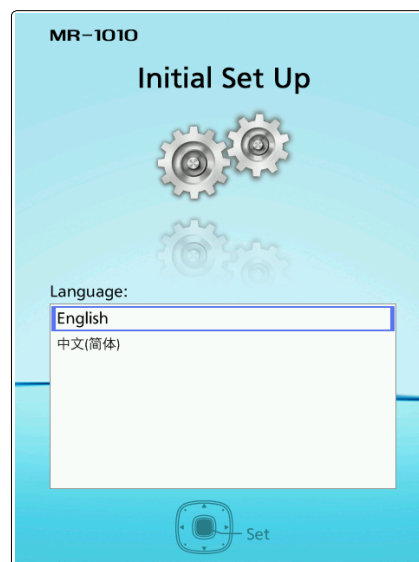 MR-1010
Initial Set Up
Language:
English
中文(简体)
Set